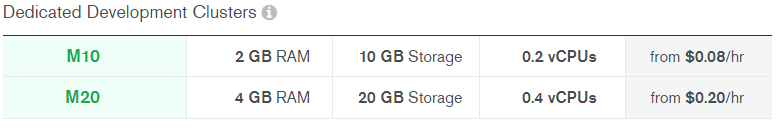 Dedicated Development Clusters
M10 2 GB RAM 10 GB Storage 0.2 vCPUs from $0.08/hr
M20 4 GB RAM 20 GB Storage 0.4 vCPUs from $0.20/hr